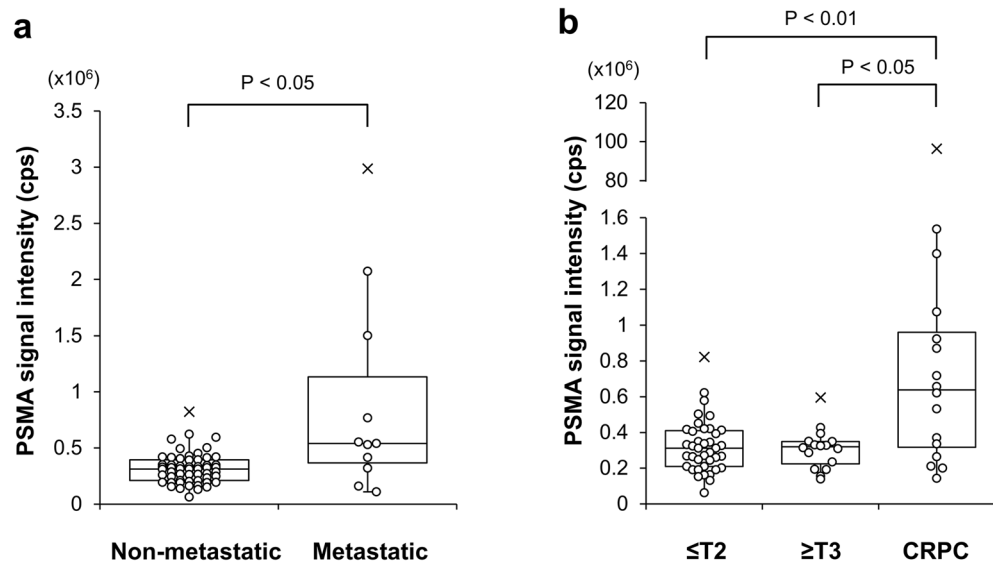 a
P < 0.05
(x10⁶)
PSMA signal intensity (cps)
3.5
3
2.5
2
1.5
1
0.5
0
Non-metastatic
Metastatic
b
P < 0.01
P < 0.05
(x10⁶)
PSMA signal intensity (cps)
120
100
80
1.6
1.4
1.2
1
0.8
0.6
0.4
0.2
0
≤T2
≥T3
CRPC